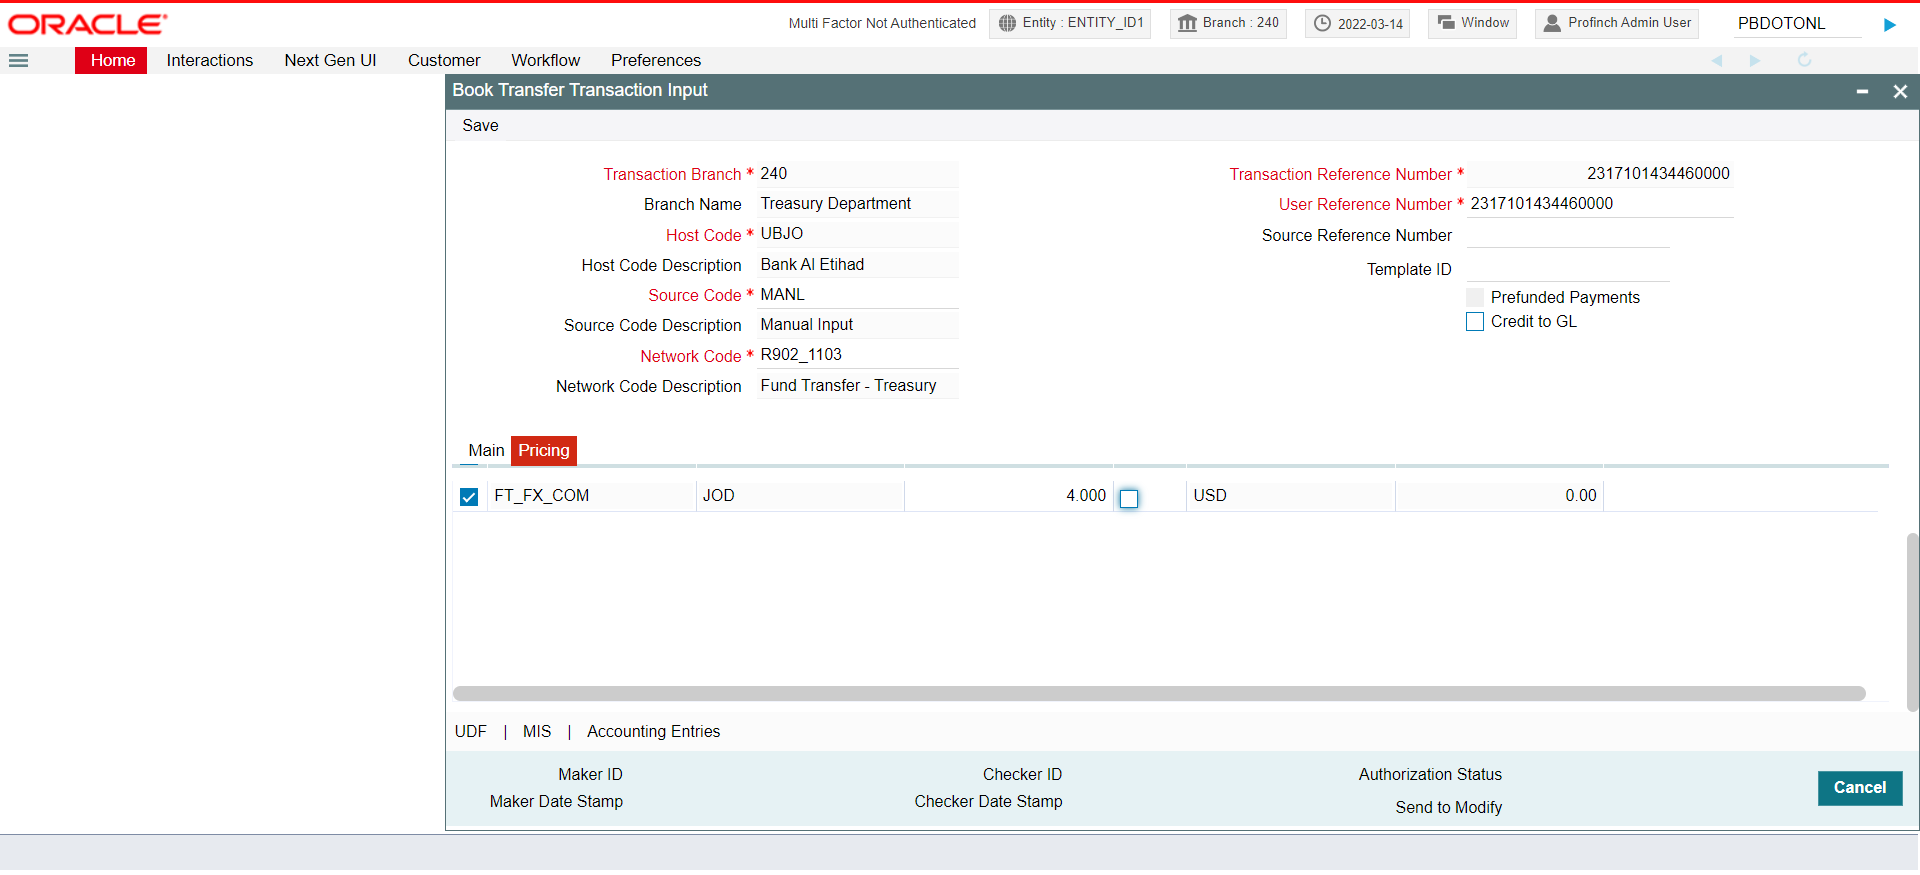 ORACLE
Multi Factor Not Authenticated Entity : ENTITY_ID1 Branch : 240 2022-03-14 Window Profinch Admin User PBDOTONL
Home Interactions Next Gen UI Customer Workflow Preferences
Book Transfer Transaction Input
Save
Transaction Branch * 240 Transaction Reference Number * 2317101434460000
Branch Name Treasury Department User Reference Number * 2317101434460000
Host Code * UBJO Source Reference Number
Host Code Description Bank Al Etihad Template ID
Source Code * MANL Prefunded Payments
Source Code Description Manual Input Credit to GL
Network Code * R902_1103
Network Code Description Fund Transfer - Treasury
Main Pricing
FT_FX_COM JOD 4.000 USD 0.00
UDF | MIS | Accounting Entries
Maker ID Checker ID Authorization Status
Maker Date Stamp Checker Date Stamp Send to Modify
Cancel